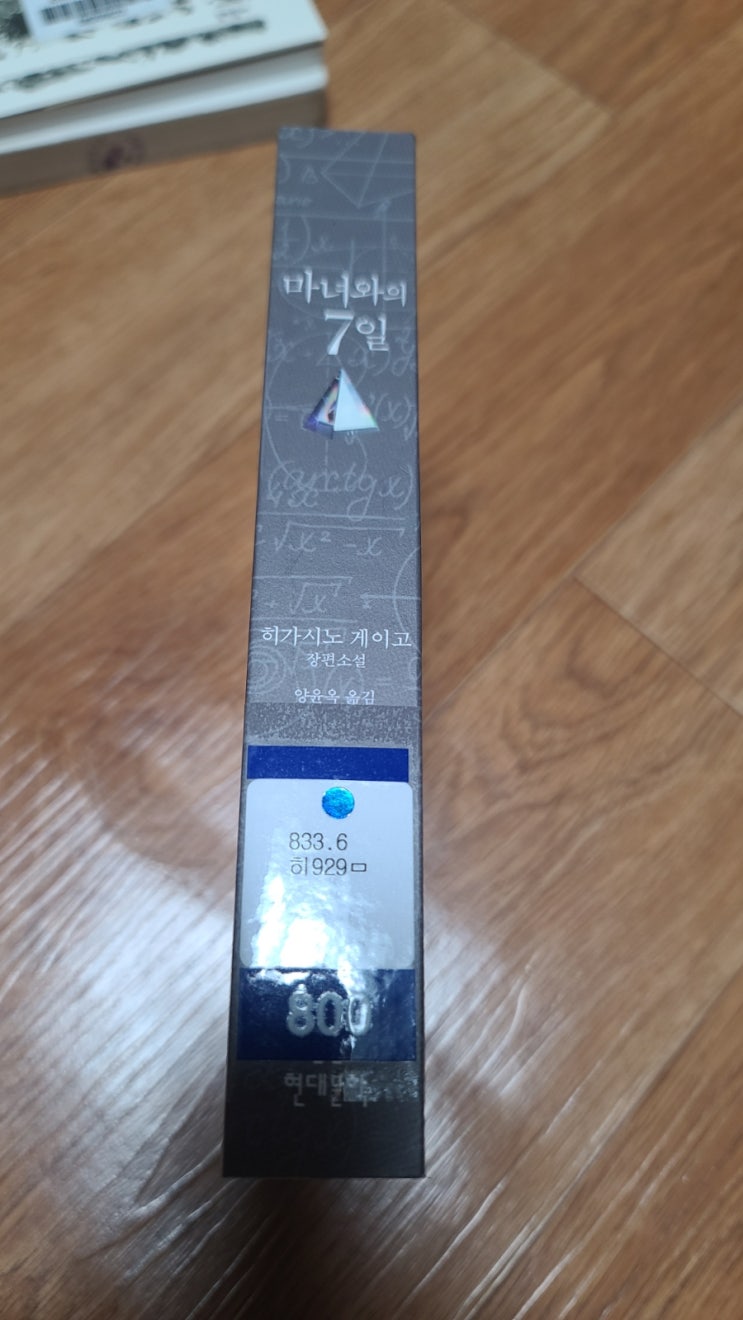 마녀와의
7일
(arctgx)
히가시노 게이고
장편소설
양윤옥 옮김
833.6
히929ㅁ
800
현대문학